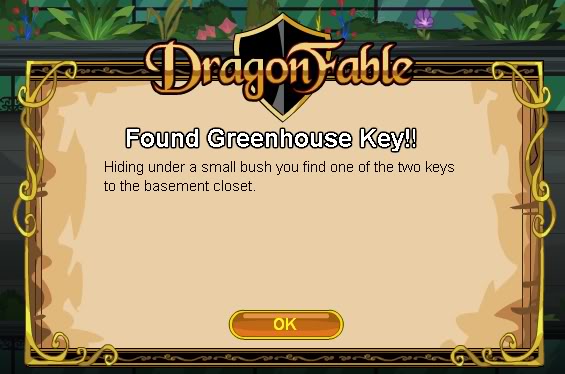 DragonFable
Found Greenhouse Key!!
Hiding under a small bush you find one of the two keys
to the basement closet.
OK